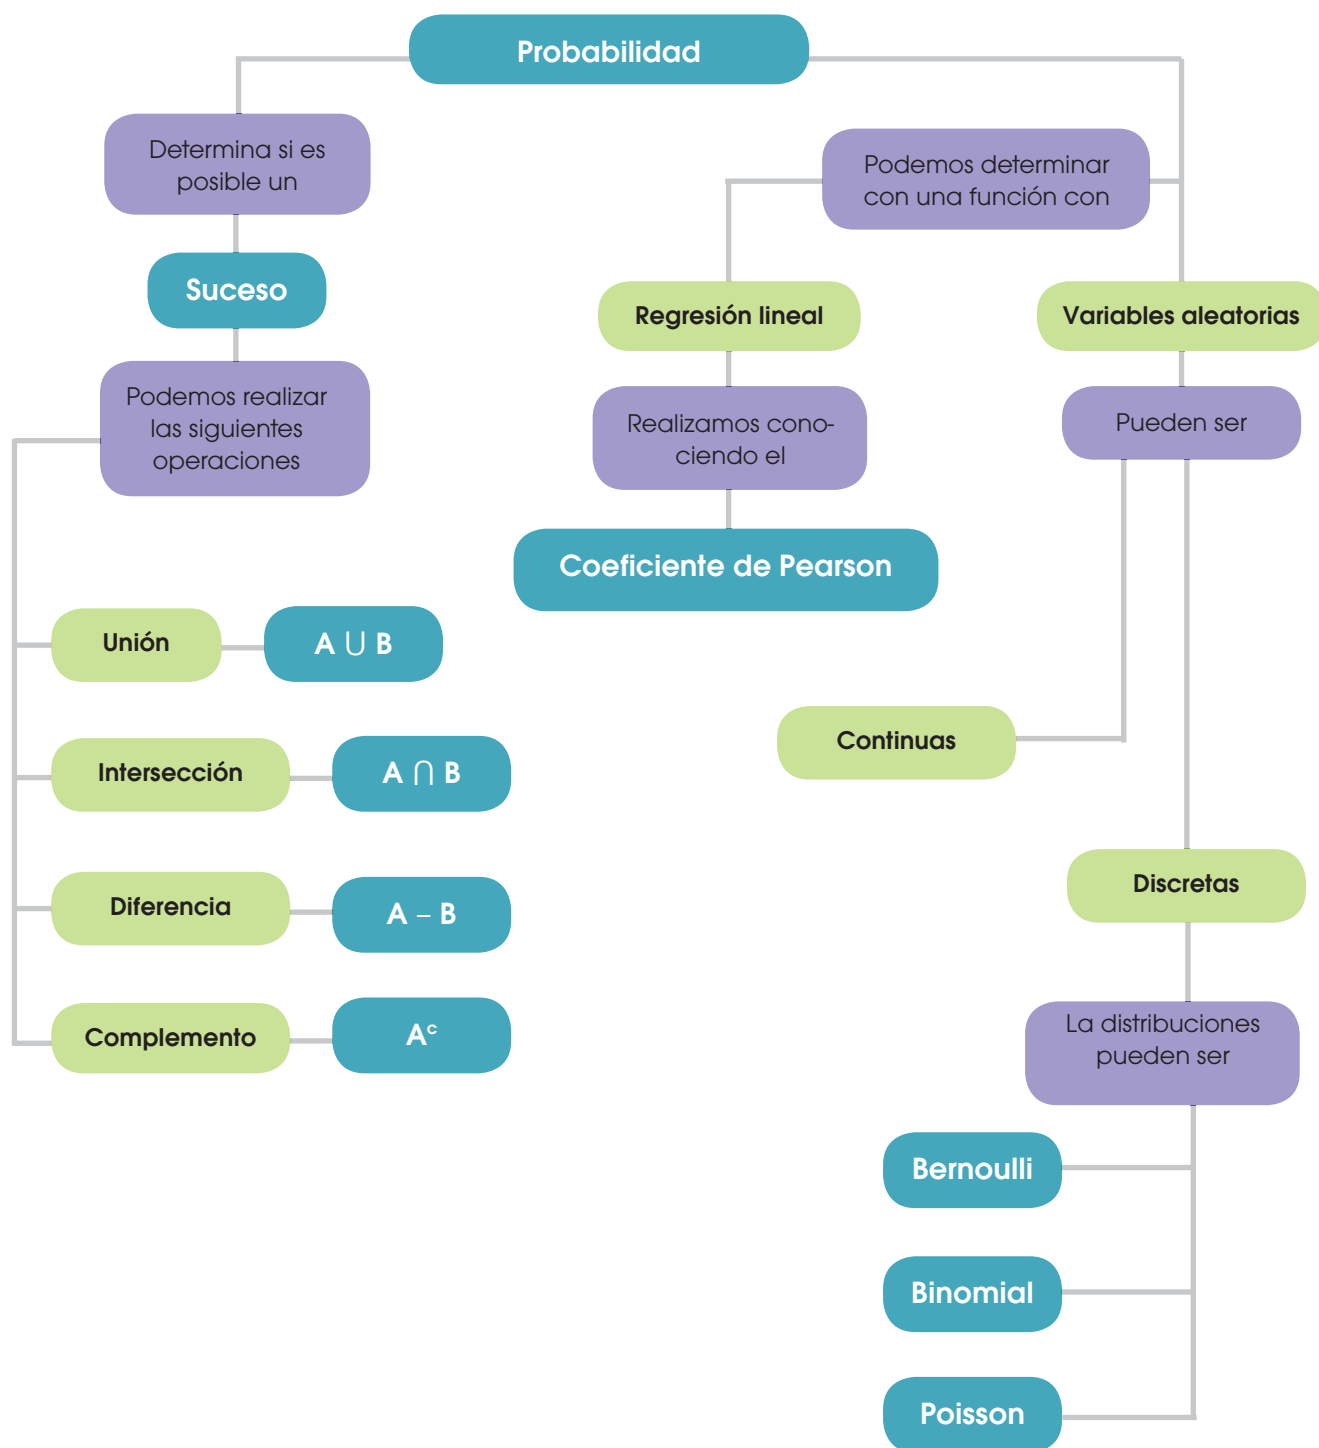 Probabilidad
Determina si es
posible un
Suceso
Podemos realizar
las siguientes
operaciones
Unión
A ⋃ B
Intersección
A ⋂ B
Diferencia
A – B
Complemento
Aᶜ
Podemos determinar
con una función con
Regresión lineal
Realizamos cono-
ciendo el
Coeficiente de Pearson
Variables aleatorias
Pueden ser
Continuas
Discretas
La distribuciones
pueden ser
Bernoulli
Binomial
Poisson